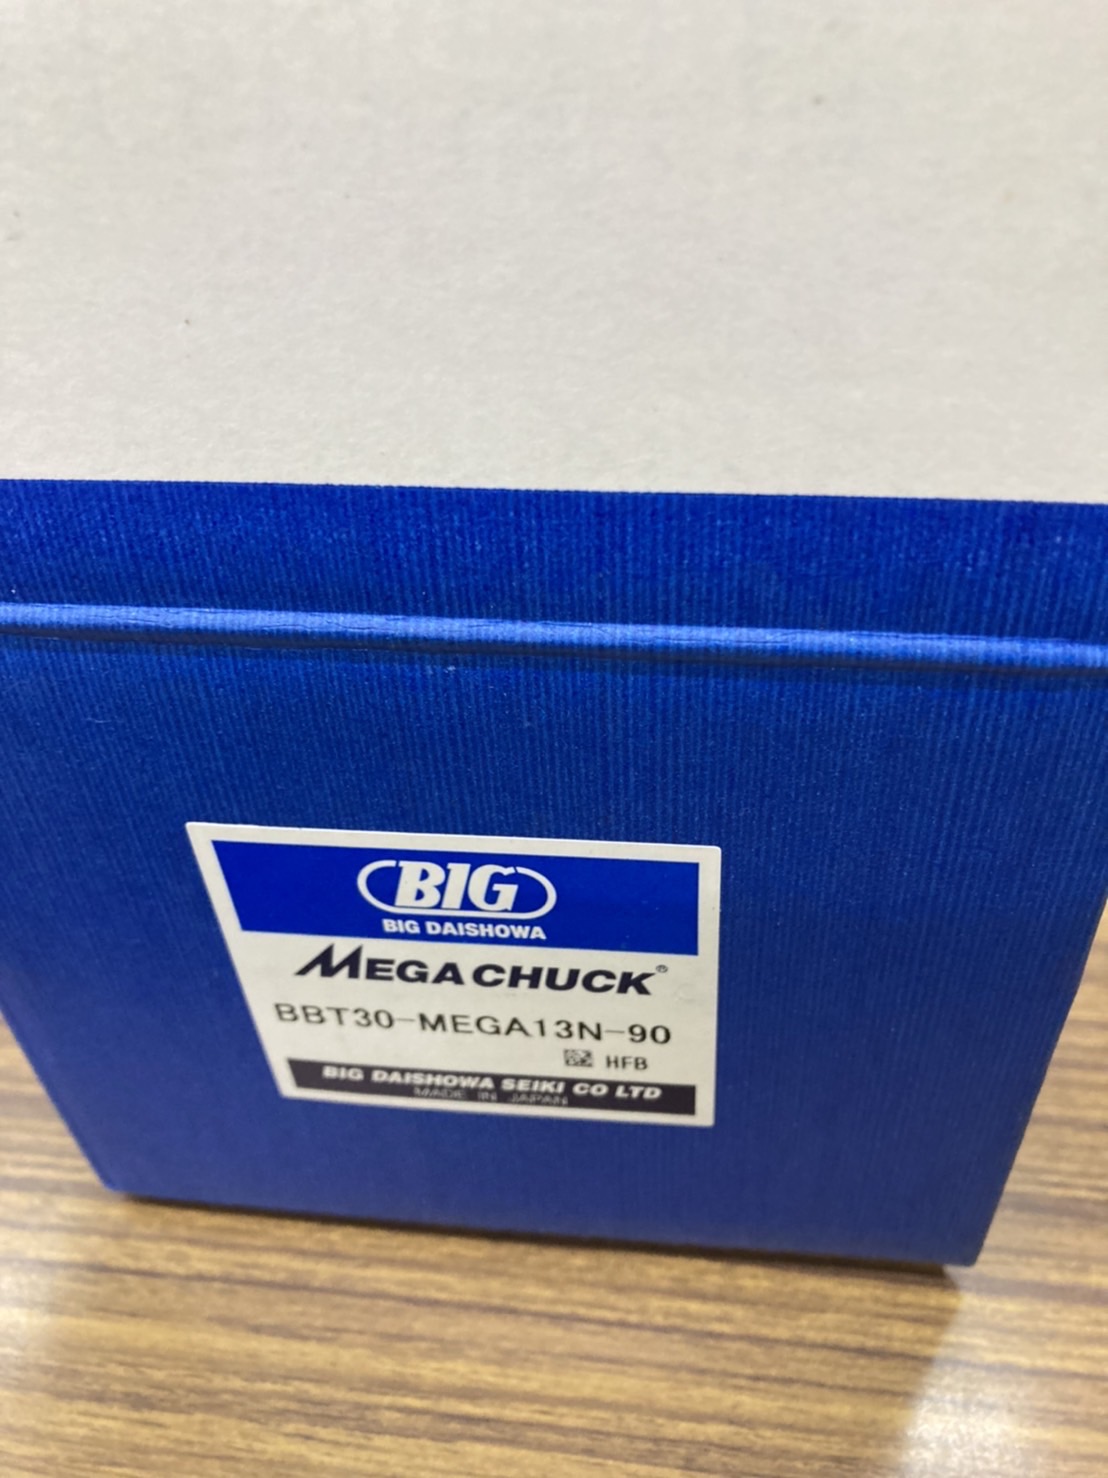 BIG
BIG DAISHOWA
MEGACHUCK®
BBT30-MEGA13N-90
HFB
BIG DAISHOWA SEIKI CO LTD
MADE IN JAPAN